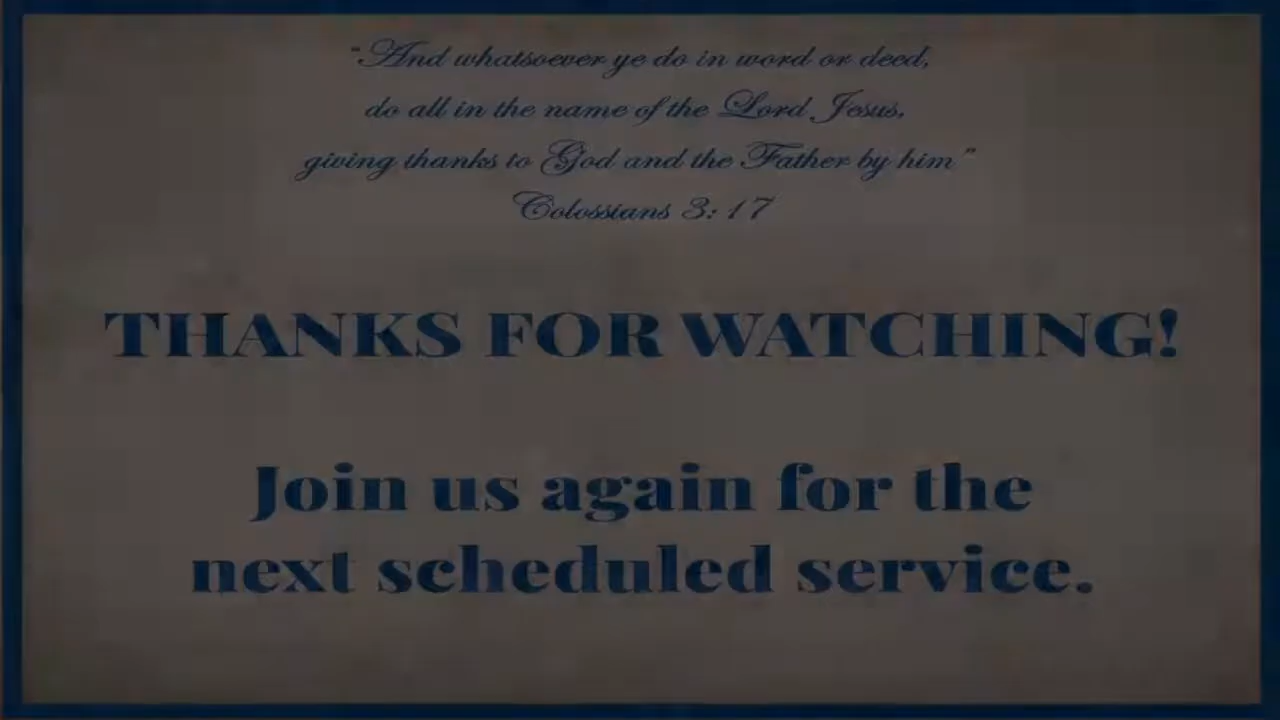 "And whatsoever ye do in word or deed,
do all in the name of the Lord Jesus,
giving thanks to God and the Father by him"
Colossians 3: 17
THANKS FOR WATCHING!
Join us again for the
next scheduled service.